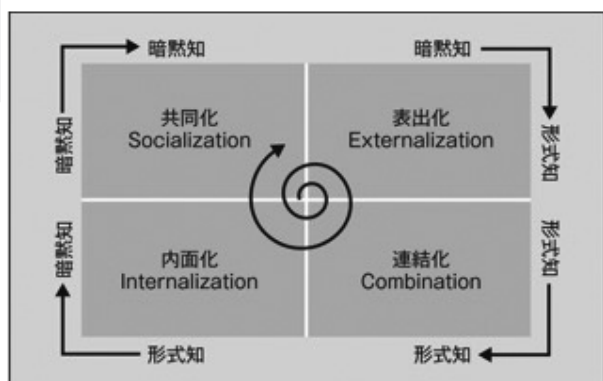 暗黙知
暗黙知
暗黙知
共同化
Socialization
表出化
Externalization
形式知
暗黙知
内面化
Internalization
連結化
Combination
形式知
形式知
形式知